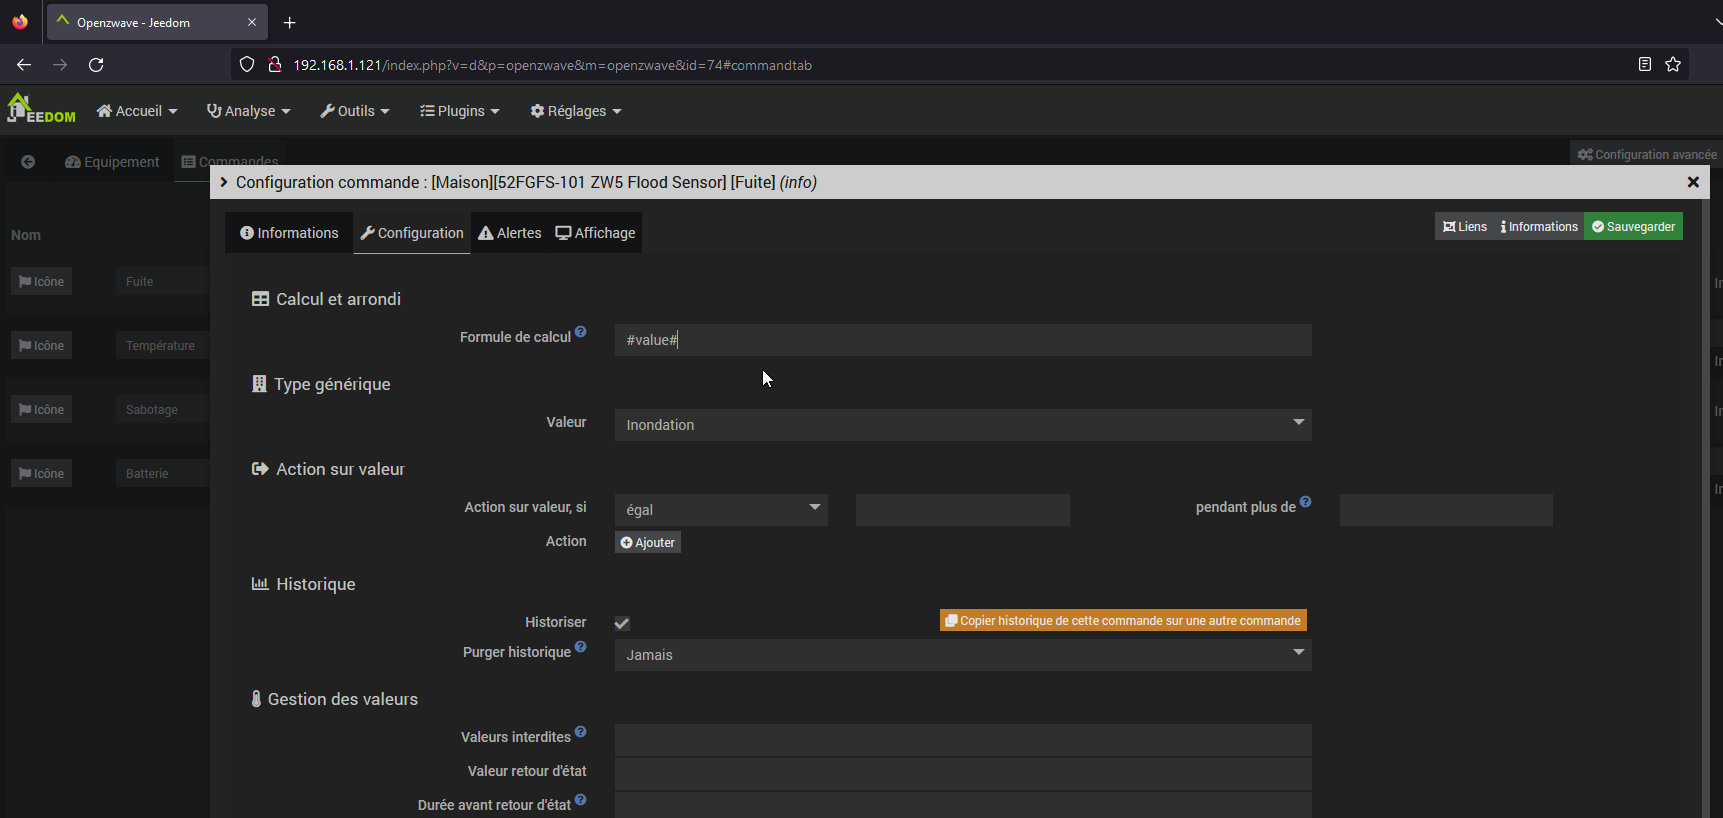 Openzwave - Jeedom
192.168.1.121/index.php?v=d&p=openzwave&m=openzwave&id=74#commandtab
JEEDOM Accueil Analyse Outils Plugins Réglages
Equipement Commandes Configuration avancée
Configuration commande : [Maison][52FGFS-101 ZW5 Flood Sensor] [Fuite] (info)
Informations Configuration Alertes Affichage Liens Informations Sauvegarder
Nom
Icône Fuite
Icône Température
Icône Sabotage
Icône Batterie
Calcul et arrondi
Formule de calcul #value#
Type générique
Valeur Inondation
Action sur valeur
Action sur valeur, si égal pendant plus de
Action Ajouter
Historique
Historiser Copier historique de cette commande sur une autre commande
Purger historique Jamais
Gestion des valeurs
Valeurs interdites
Valeur retour d'état
Durée avant retour d'état